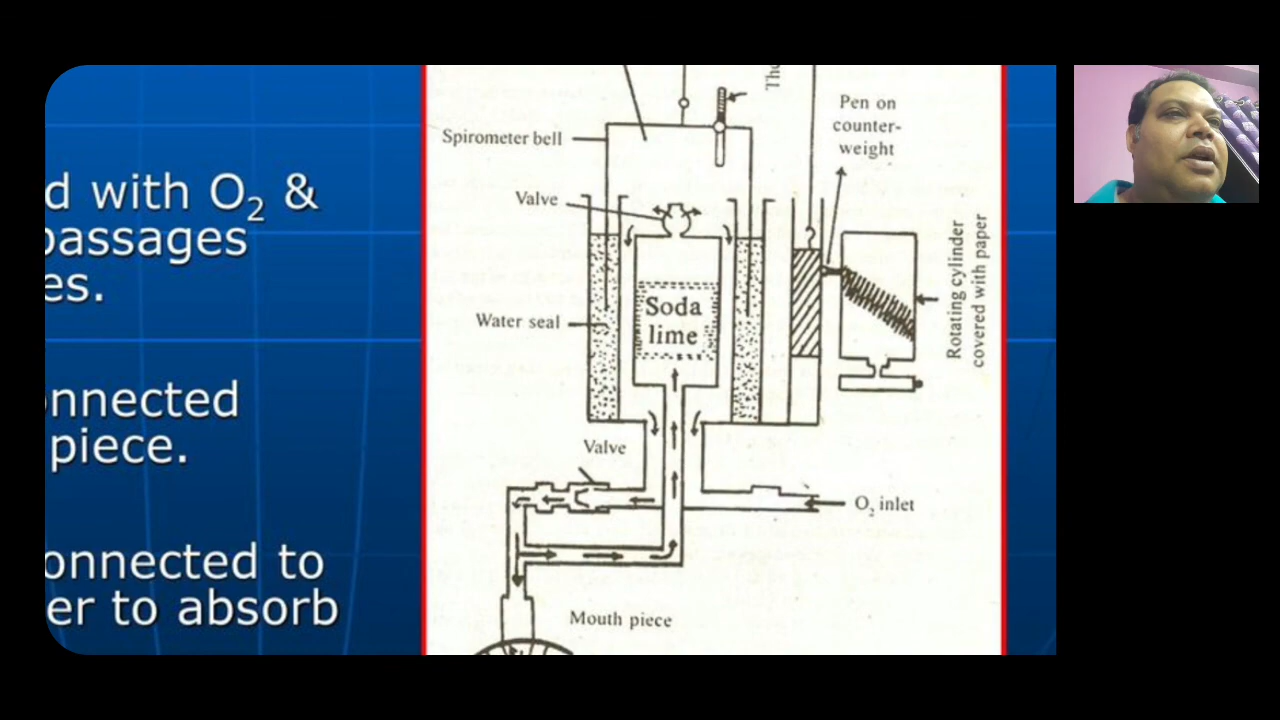 d with O₂ &
passages
es.
onnected
piece.
onnected to
er to absorb
Spirometer bell
Valve
Water seal
Soda
lime
Valve
Mouth piece
The
Pen on
counter-
weight
Rotating cylinder
covered with paper
O₂ inlet